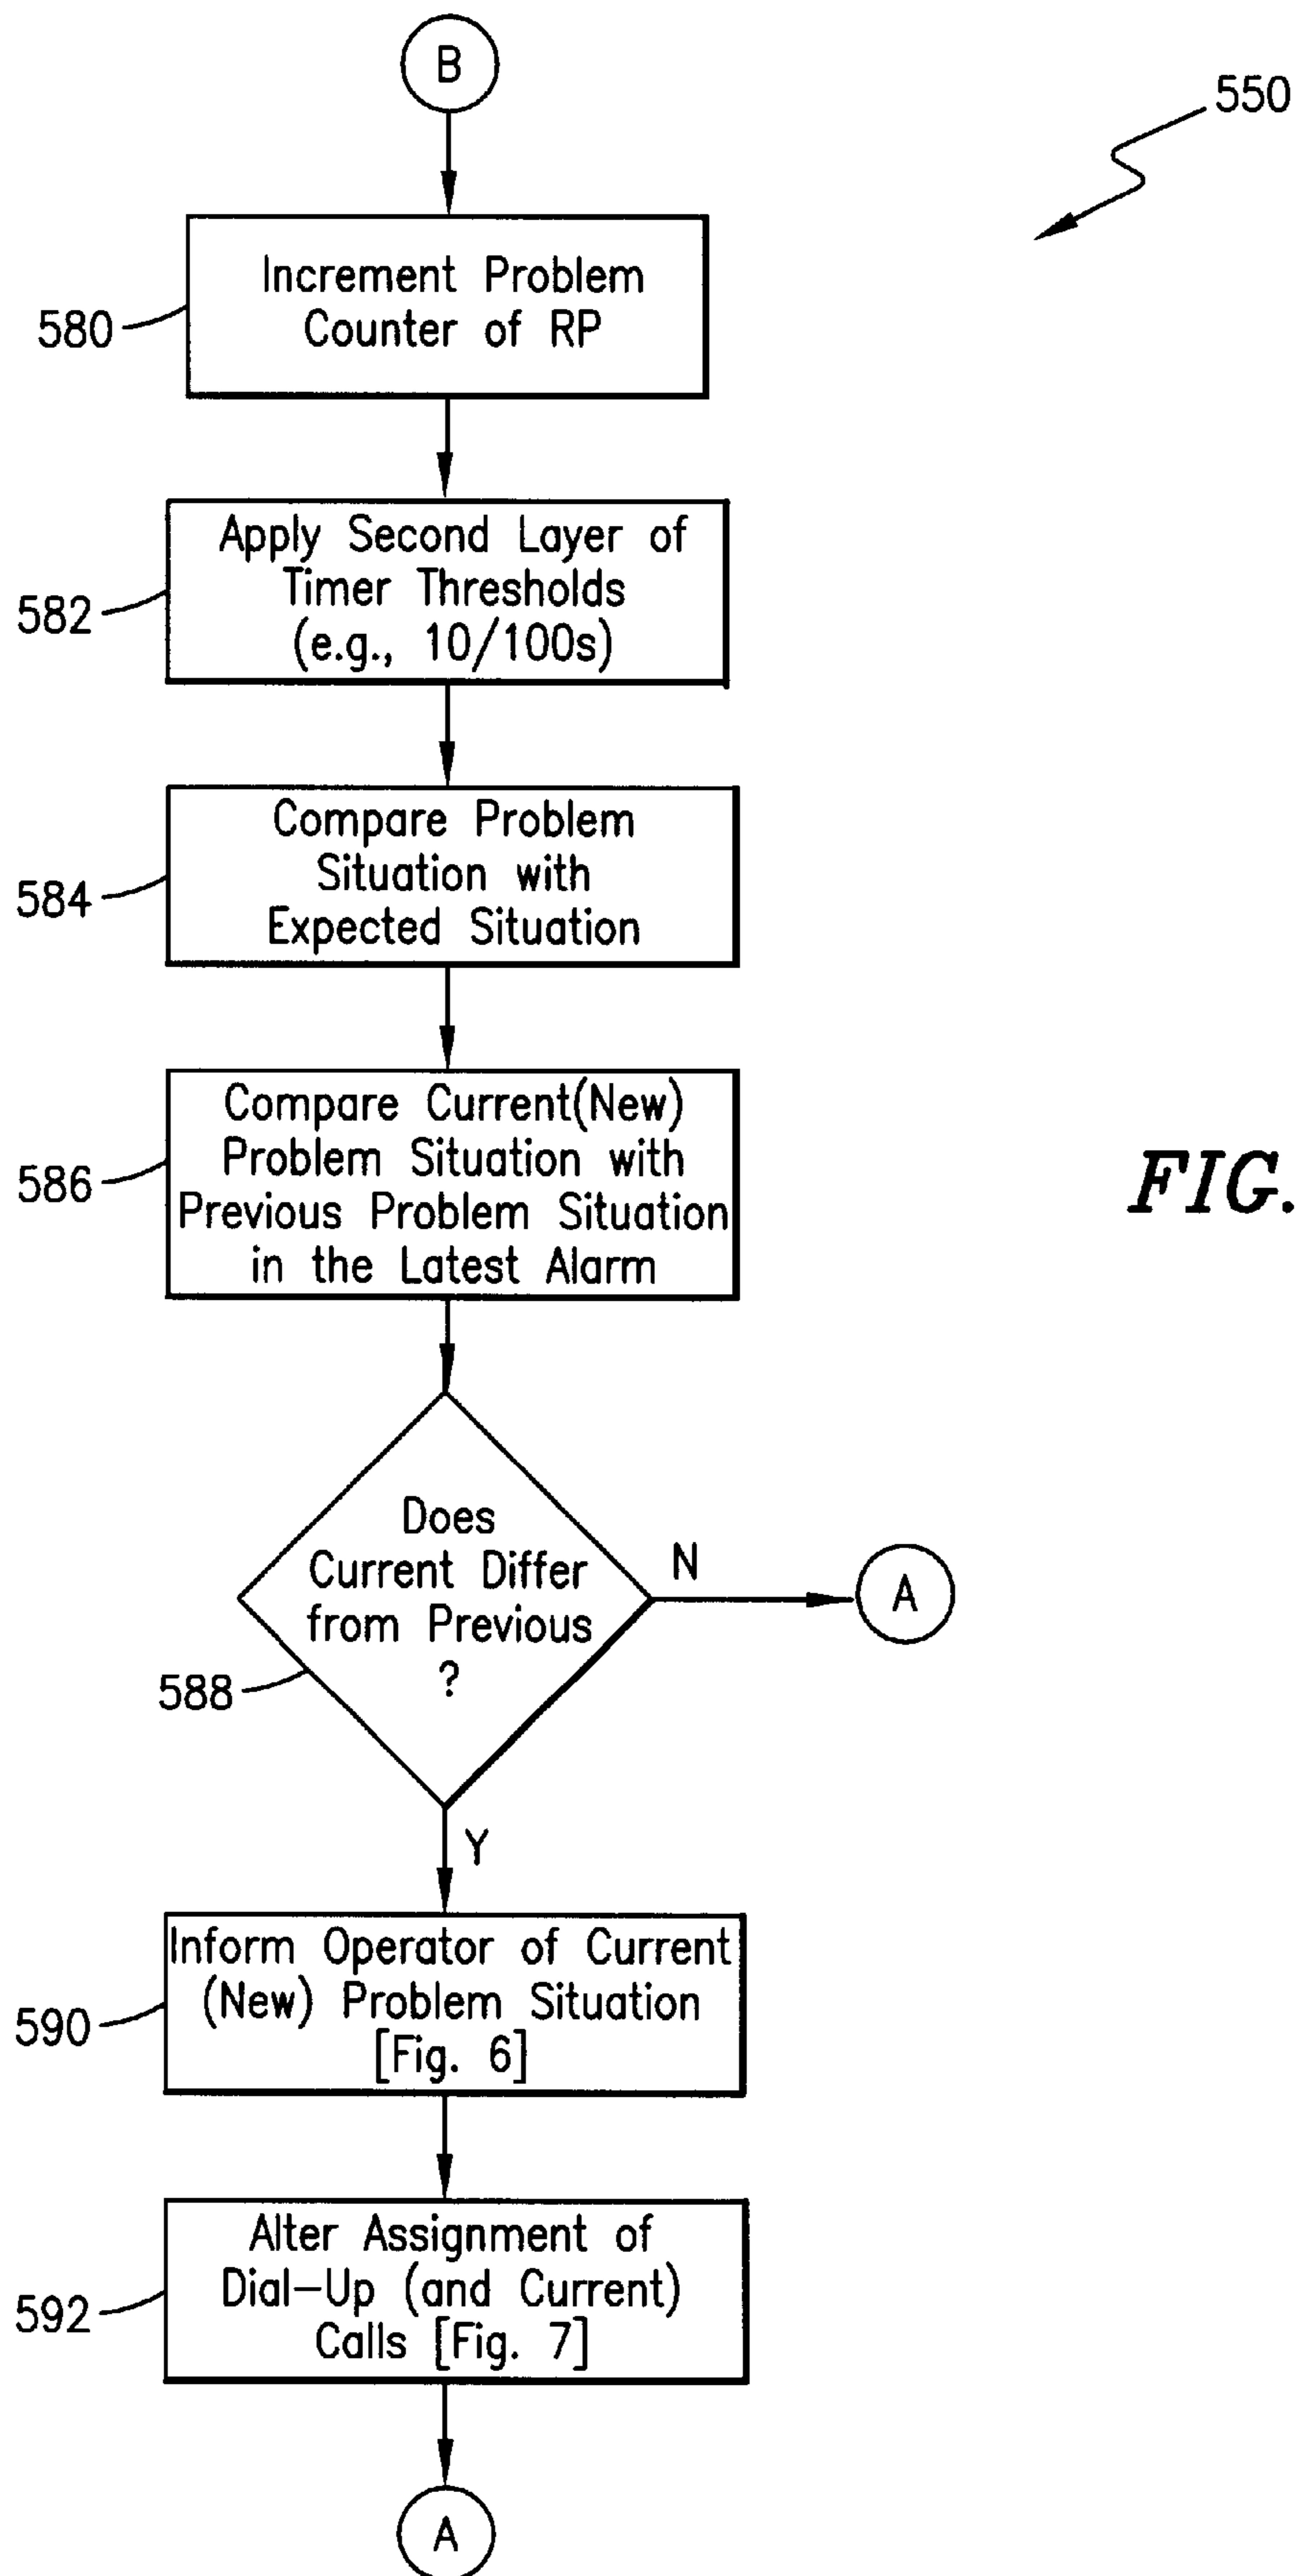 B
550
Increment Problem
Counter of RP
580
Apply Second Layer of
Timer Thresholds
(e.g., 10/100s)
582
Compare Problem
Situation with
Expected Situation
584
Compare Current(New)
Problem Situation with
Previous Problem Situation
in the Latest Alarm
586
FIG.
Does
Current Differ
from Previous
?
588
N
A
Y
Inform Operator of Current
(New) Problem Situation
[Fig. 6]
590
Alter Assignment of
Dial-Up (and Current)
Calls [Fig. 7]
592
A